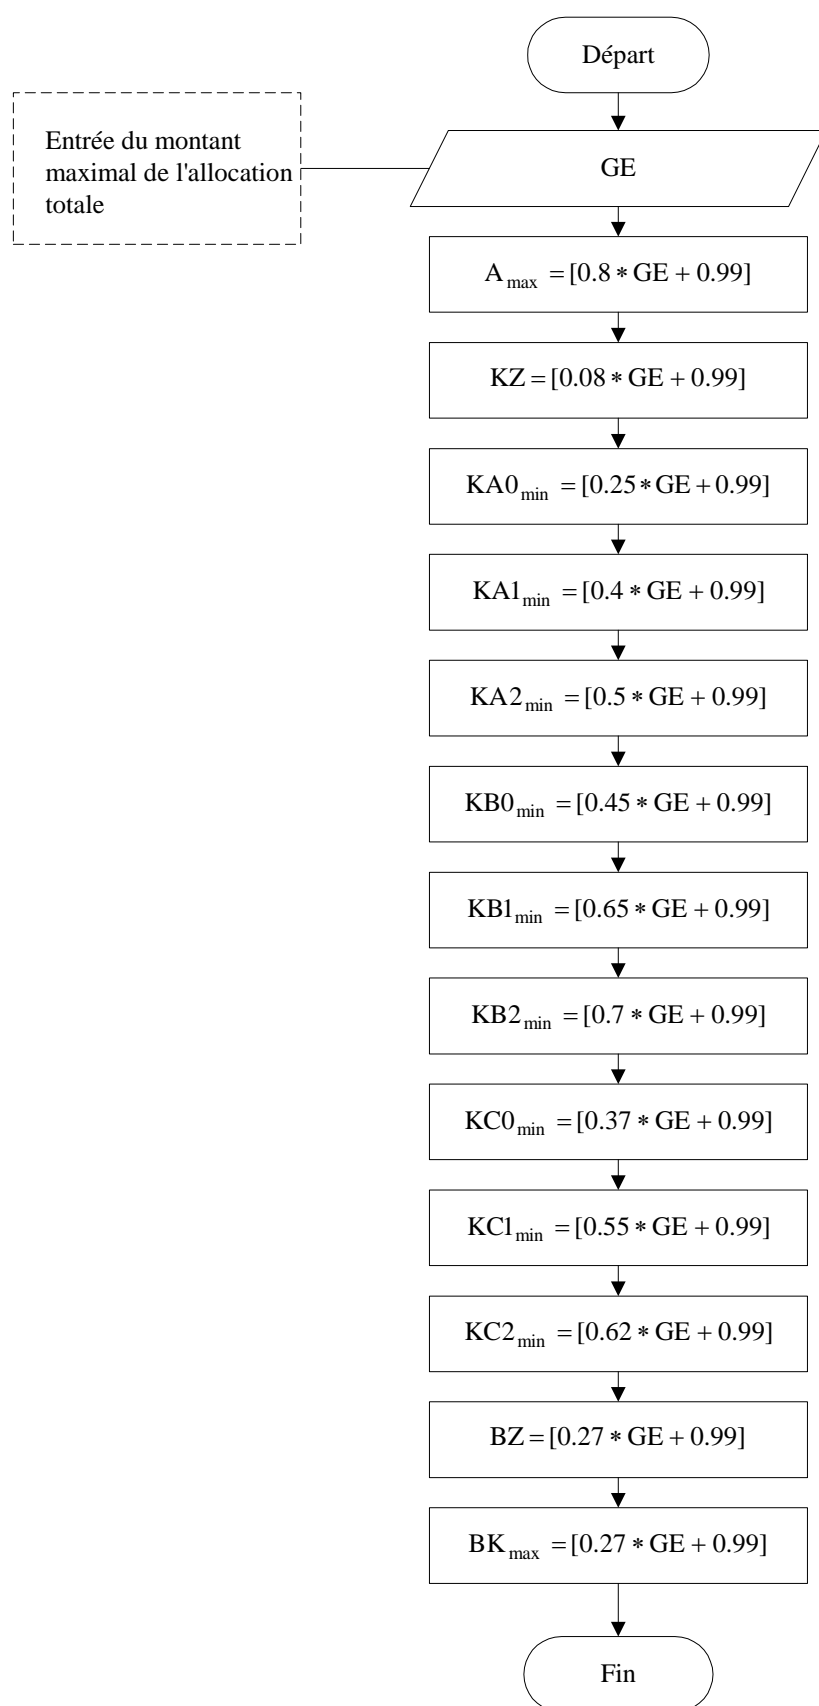 Départ
Entrée du montant
maximal de l'allocation
totale
GE
A max = [0.8 * GE + 0.99]
KZ = [0.08 * GE + 0.99]
KA0 min = [0.25 * GE + 0.99]
KA1 min = [0.4 * GE + 0.99]
KA2 min = [0.5 * GE + 0.99]
KB0 min = [0.45 * GE + 0.99]
KB1 min = [0.65 * GE + 0.99]
KB2 min = [0.7 * GE + 0.99]
KC0 min = [0.37 * GE + 0.99]
KC1 min = [0.55 * GE + 0.99]
KC2 min = [0.62 * GE + 0.99]
BZ = [0.27 * GE + 0.99]
BK max = [0.27 * GE + 0.99]
Fin